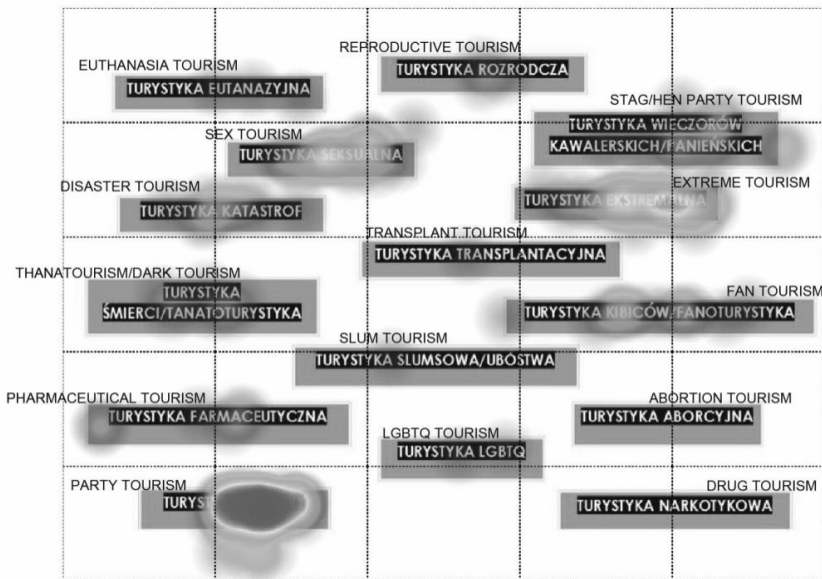 REPRODUCTIVE TOURISM
EUTHANASIA TOURISM
TURYSTYKA ROZRODCZA
TURYSTYKA EUTANAZYJNA
STAG/HEN PARTY TOURISM
TURYSTYKA WIECZORÓW
KAWALERSKICH/PANIEŃSKICH
SEX TOURISM
TURYSTYKA SEKSUALNA
DISASTER TOURISM
TURYSTYKA KATASTROF
EXTREME TOURISM
TURYSTYKA EKSTREMALNA
TRANSPLANT TOURISM
TURYSTYKA TRANSPLANTACYJNA
THANATOURISM/DARK TOURISM
TURYSTYKA
ŚMIERCI/TANATOTURYSTYKA
FAN TOURISM
TURYSTYKA KIBICÓW/FANOTURYSTYKA
SLUM TOURISM
TURYSTYKA SLUMSOWA/UBÓSTWA
PHARMACEUTICAL TOURISM
TURYSTYKA FARMACEUTYCZNA
ABORTION TOURISM
TURYSTYKA ABORCYJNA
LGBTQ TOURISM
TURYSTYKA LGBTQ
PARTY TOURISM
DRUG TOURISM
TURYSTYKA NARKOTYKOWA